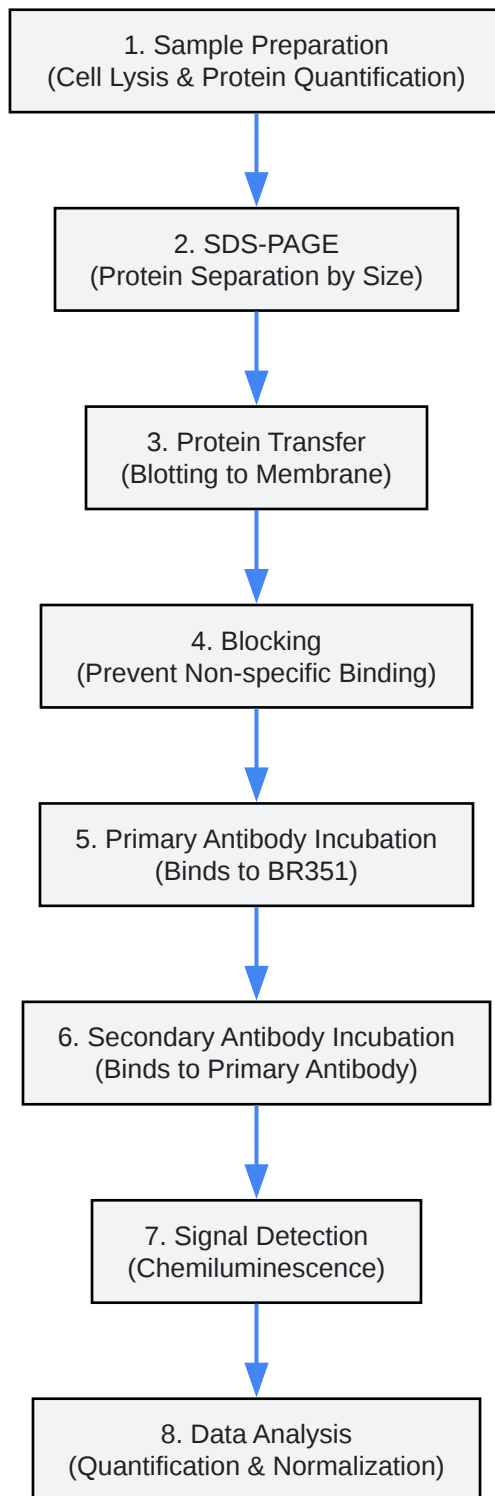 1. Sample Preparation
(Cell Lysis & Protein Quantification)
2. SDS-PAGE
(Protein Separation by Size)
3. Protein Transfer
(Blotting to Membrane)
4. Blocking
(Prevent Non-specific Binding)
5. Primary Antibody Incubation
(Binds to BR351)
6. Secondary Antibody Incubation
(Binds to Primary Antibody)
7. Signal Detection
(Chemiluminescence)
8. Data Analysis
(Quantification & Normalization)